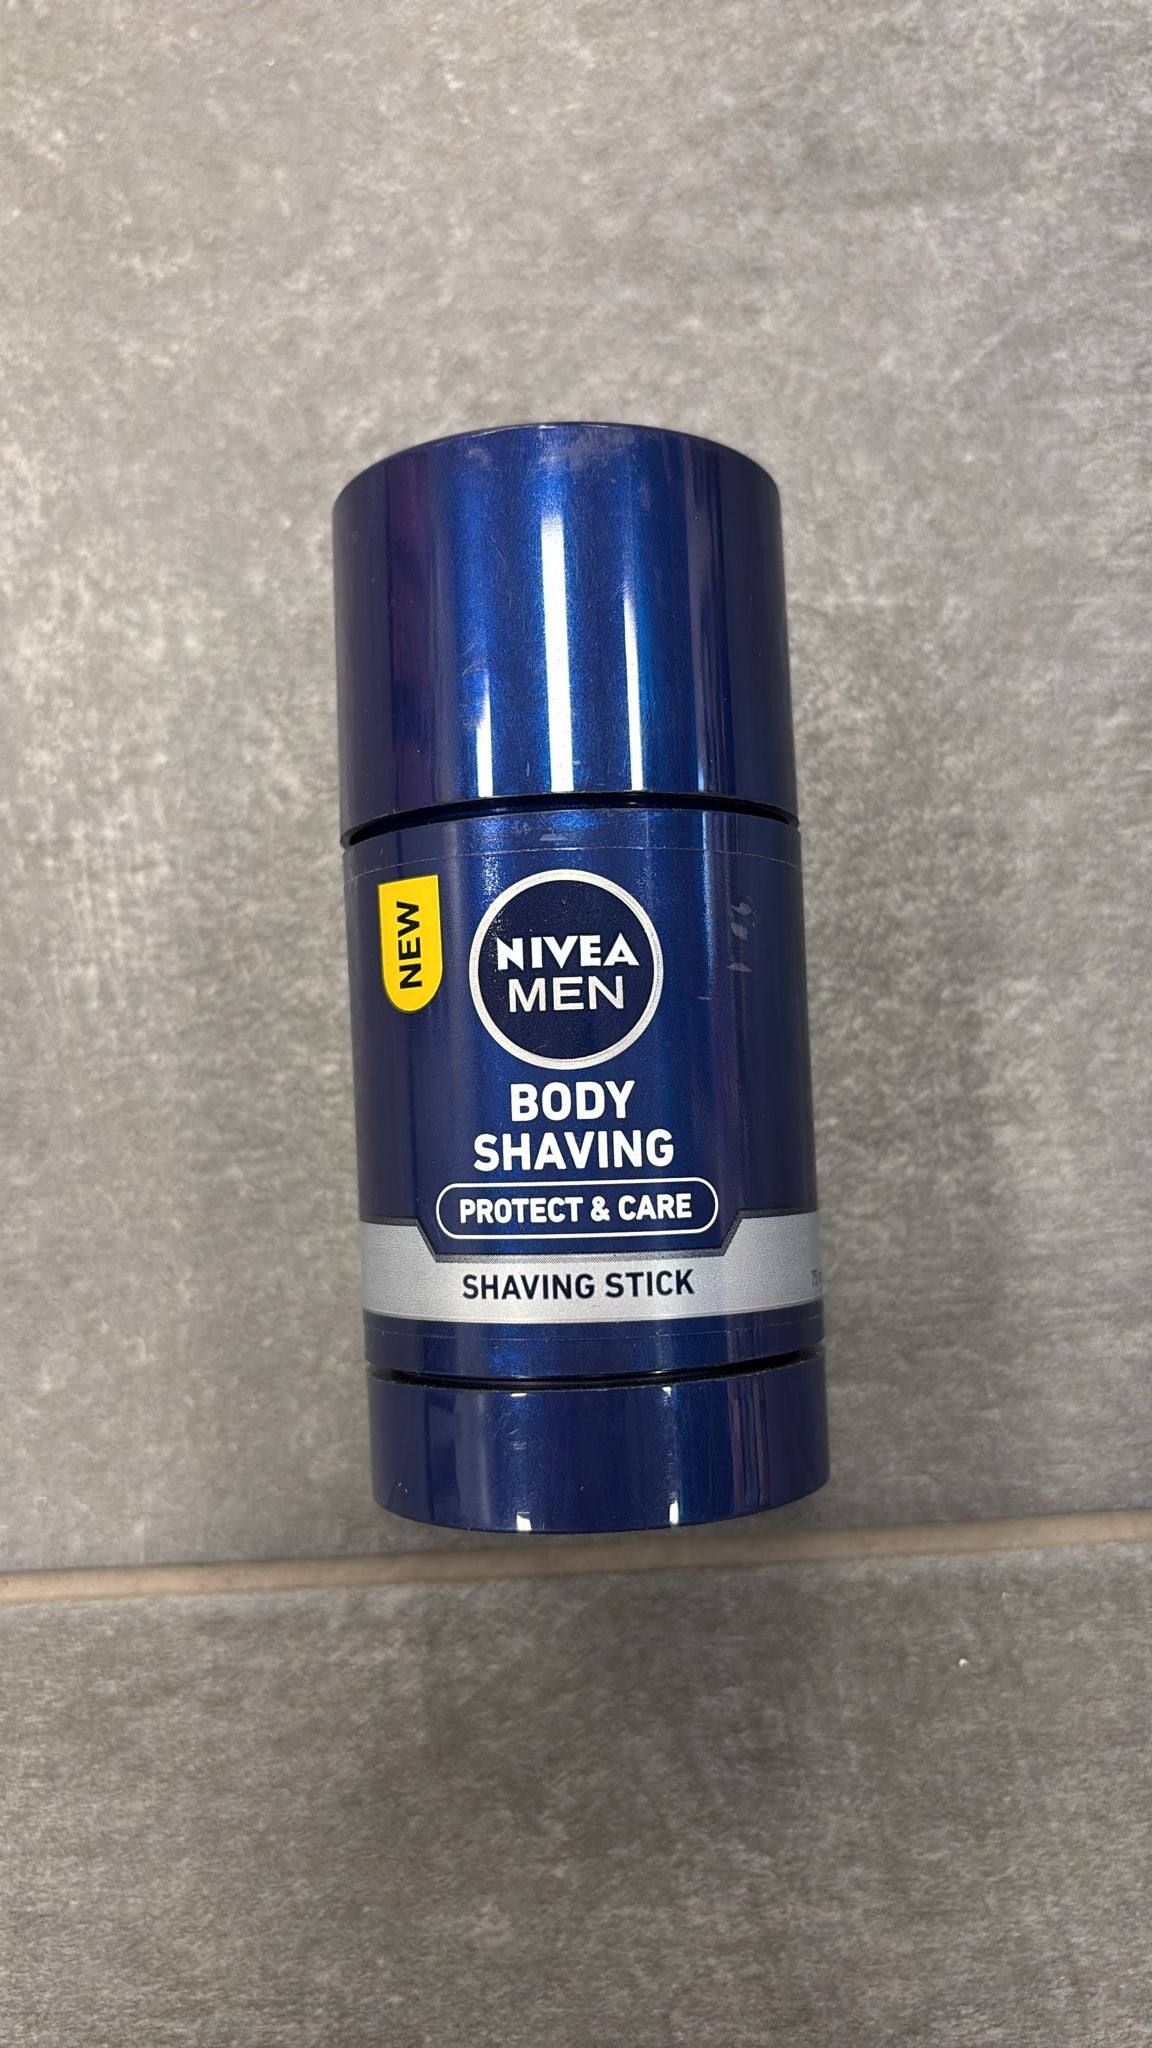 NEW
NIVEA
MEN
BODY
SHAVING
PROTECT & CARE
SHAVING STICK